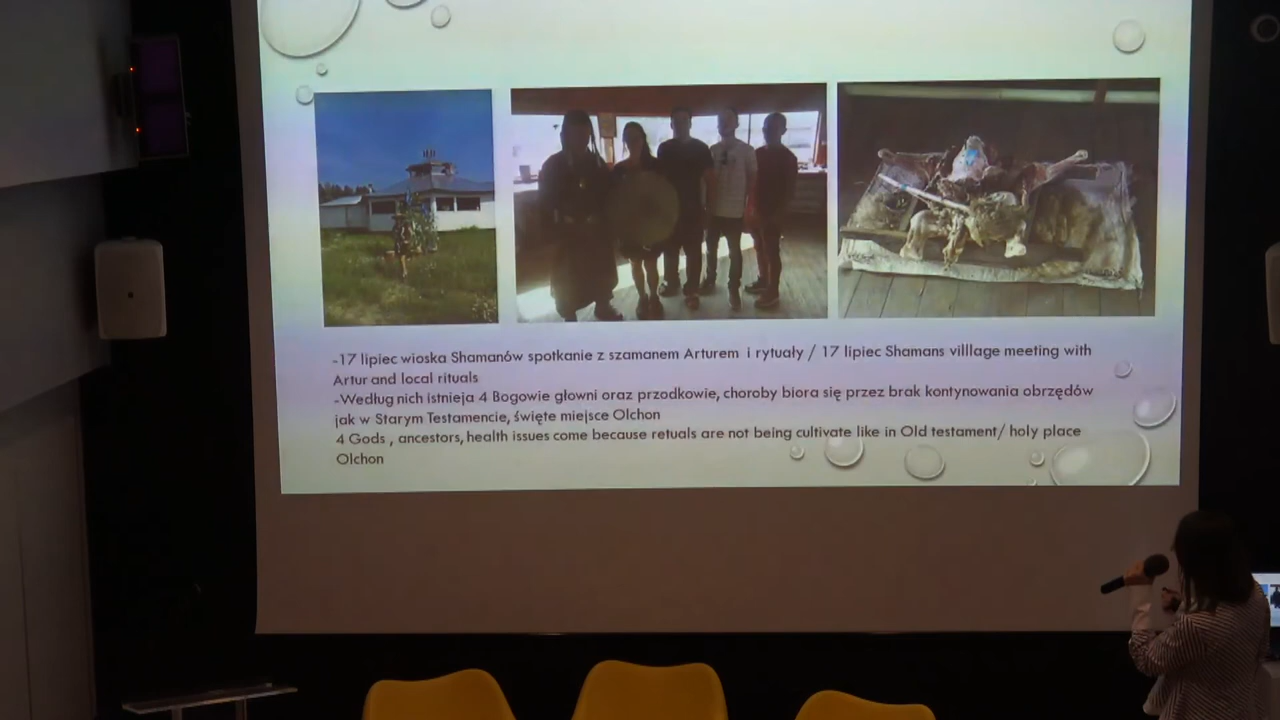 -17 lipiec wioska Shamanów spotkanie z szamanem Arturem i rytuały / 17 lipiec Shamans villlage meeting with
Artur and local rituals
-Według nich istnieja 4 Bogowie głowni oraz przodkowie, choroby biora się przez brak kontynowania obrzędów
jak w Starym Testamencie, święte miejsce Olchon
4 Gods , ancestors, health issues come because retuals are not being cultivate like in Old testament/ holy place
Olchon